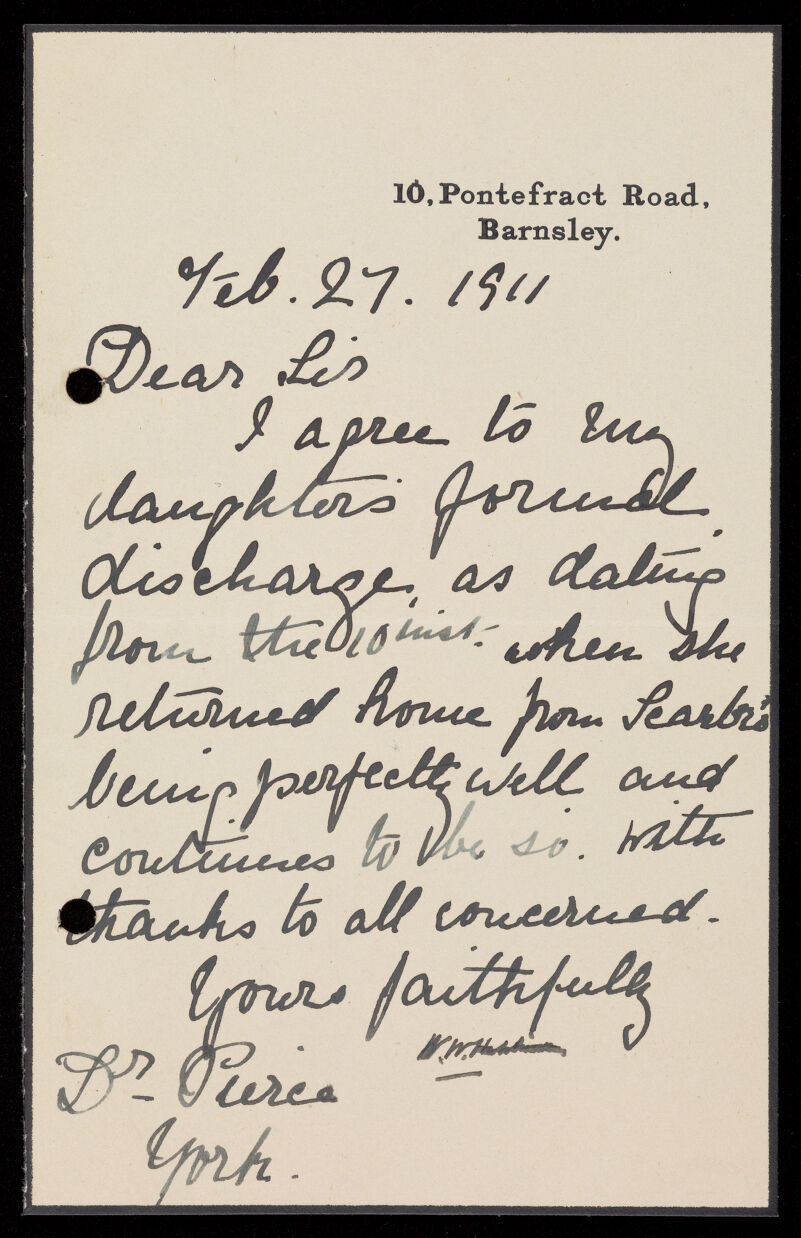 10, Pontefract Road,
Barnsley.
Feb. 27. 1911
Dear Sir
I agree to my
daughters formal
discharge, as dating
from the 10 inst. when she
returned home from Scarbro'
being perfectly well and
continues to be so. With
thanks to all concerned.
Yours faithfully
W. W.
Dr Pierce
York.